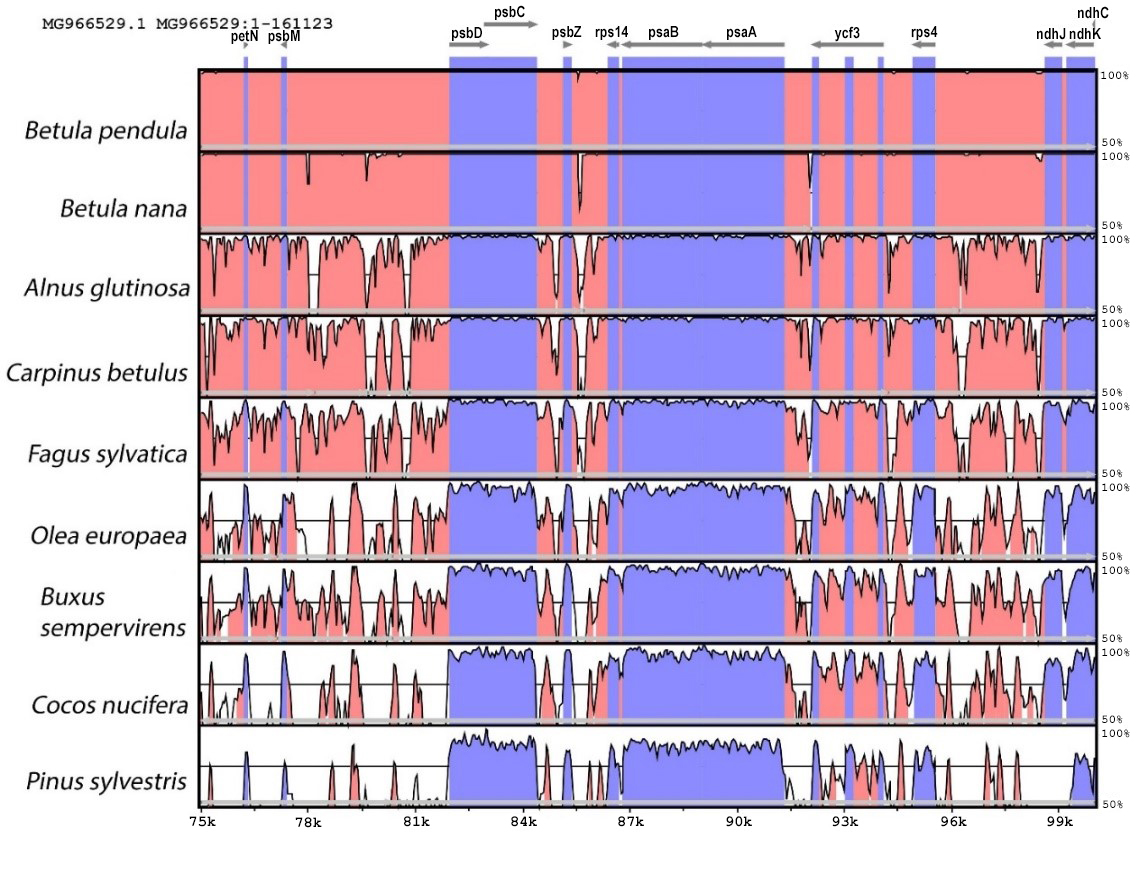 ndhC
psbC
MG966529.1 MG966529:1-161123
petN psbM psbD psbZ rps14 psaB psaA ycf3 rps4 ndhJ ndhK
100%
Betula pendula
50%
100%
Betula nana
50%
100%
Alnus glutinosa
50%
100%
Carpinus betulus
50%
100%
Fagus sylvatica
50%
100%
Olea europaea
50%
100%
Buxus
sempervirens
50%
100%
Cocos nucifera
50%
100%
Pinus sylvestris
50%
75k 78k 81k 84k 87k 90k 93k 96k 99k